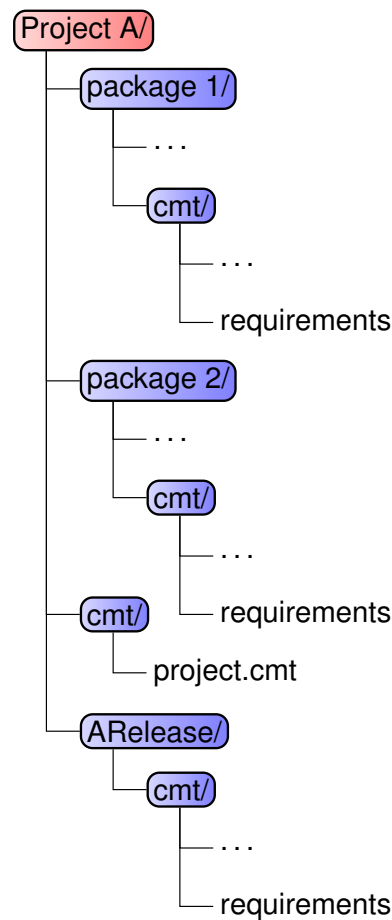 Project A/
package 1/
. . .
cmt/
. . .
requirements
package 2/
. . .
cmt/
. . .
requirements
cmt/
project.cmt
ARelease/
cmt/
. . .
requirements